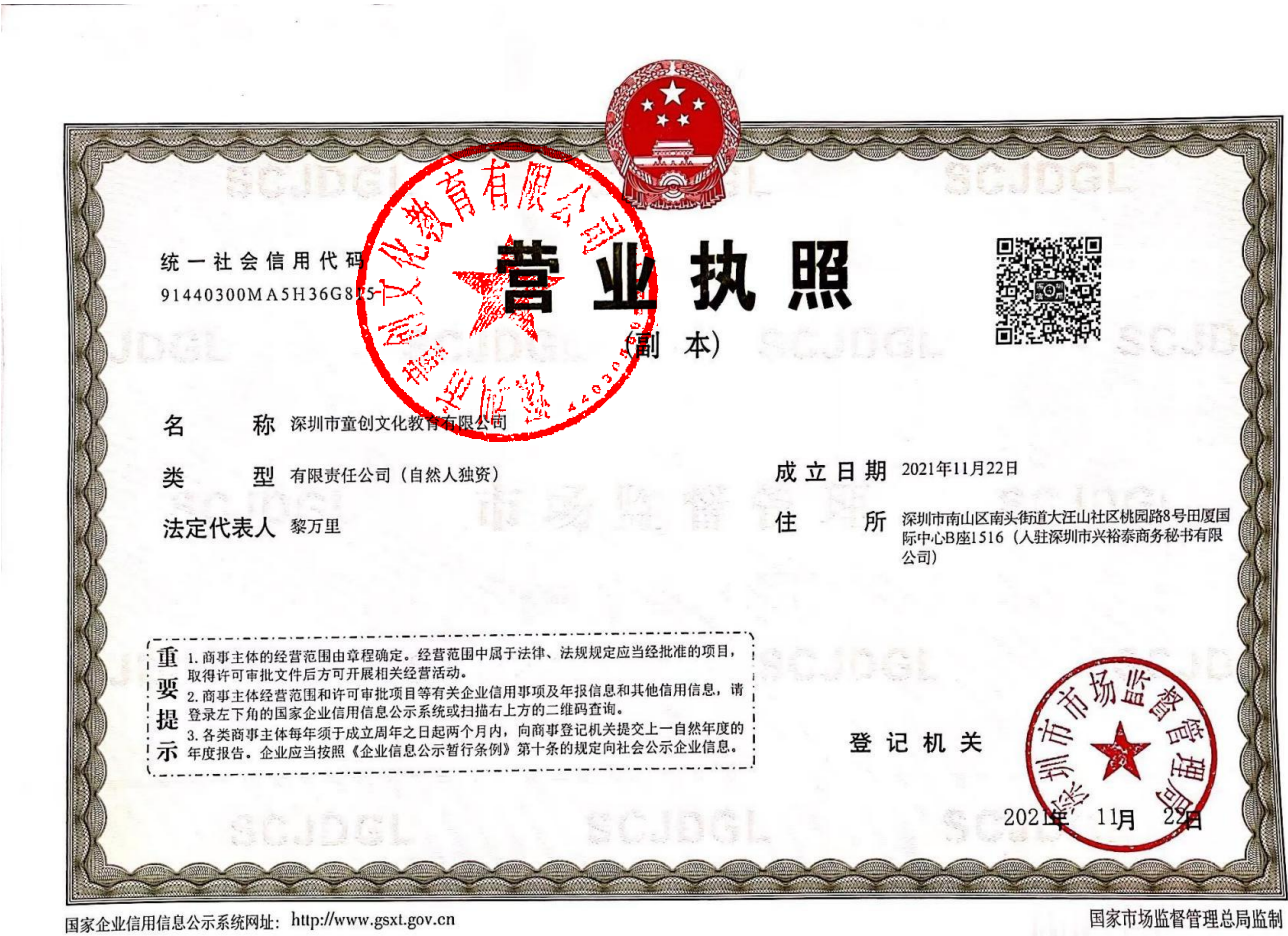 统一社会信用代码
营业执照
(副 本)
名 称 深圳市童创文化教育有限公司
类 型 有限责任公司（自然人独资）
法定代表人 黎万里
成立日期 2021年11月22日
住 所 深圳市南山区南头街道大汪山社区桃园路8号田厦国
际中心B座1516（入驻深圳市兴裕泰商务秘书有限
公司）
重要提示
1. 商事主体的经营范围由章程确定。经营范围中属于法律、法规规定应当经批准的项目，
取得许可审批文件后方可开展相关经营活动。
2. 商事主体经营范围和许可审批项目等有关企业信用事项及年报信息和其他信用信息，请
登录左下角的国家企业信用信息公示系统或扫描右上方的二维码查询。
3. 各类商事主体每年须于成立周年之日起两个月内，向商事登记机关提交上一自然年度的
年度报告。企业应当按照《企业信息公示暂行条例》第十条的规定向社会公示企业信息。
登记机关
深圳市市场监督管理局
2021年 11月 22日
深圳市童创文化教育有限公司
国家企业信用信息公示系统网址：http://www.gsxt.gov.cn
国家市场监督管理总局监制
SCJDGL
市场监督管理